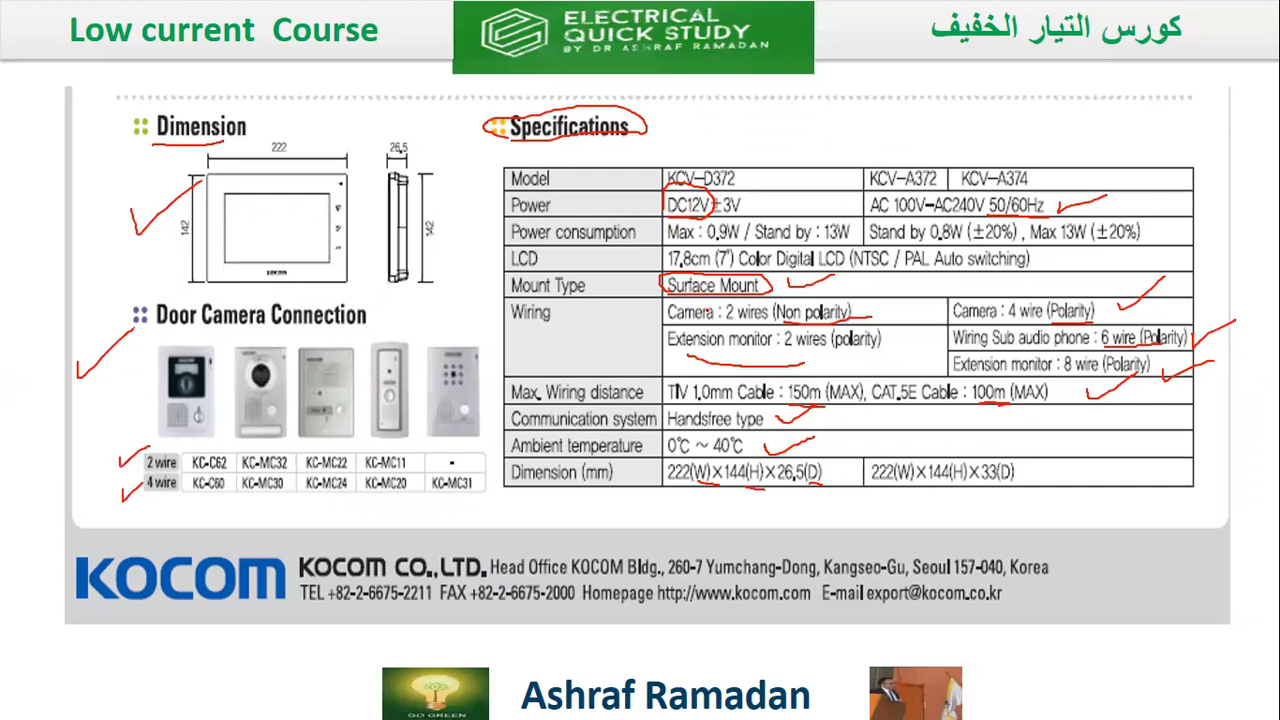 Low current Course
ELECTRICAL
QUICK STUDY
BY DR ASHRAF RAMADAN
كورس التيار الخفيف
Dimension
222
26.5
142
142
KOCOM
Door Camera Connection
2 wire KC-C62 KC-MC32 KC-MC22 KC-MC11 -
4 wire KC-C60 KC-MC30 KC-MC24 KC-MC20 KC-MC31
Specifications
Model KCV-D372 KCV-A372 KCV-A374
Power DC12V ±3V AC 100V-AC240V 50/60Hz
Power consumption Max : 0.9W / Stand by : 13W Stand by 0.8W (±20%) , Max 13W (±20%)
LCD 17.8cm (7") Color Digital LCD (NTSC / PAL Auto switching)
Mount Type Surface Mount
Wiring Camera : 2 wires (Non polarity) Camera : 4 wire (Polarity)
Extension monitor : 2 wires (polarity) Wiring Sub audio phone : 6 wire (Polarity)
Extension monitor : 8 wire (Polarity)
Max. Wiring distance TIV 1.0mm Cable : 150m (MAX), CAT.5E Cable : 100m (MAX)
Communication system Handsfree type
Ambient temperature 0℃ ~ 40℃
Dimension (mm) 222(W)×144(H)×26.5(D) 222(W)×144(H)×33(D)
KOCOM KOCOM CO.,LTD. Head Office KOCOM Bldg., 260-7 Yumchang-Dong, Kangseo-Gu, Seoul 157-040, Korea
TEL +82-2-6675-2211 FAX +82-2-6675-2000 Homepage http://www.kocom.com E-mail export@kocom.co.kr
GO GREEN
Ashraf Ramadan